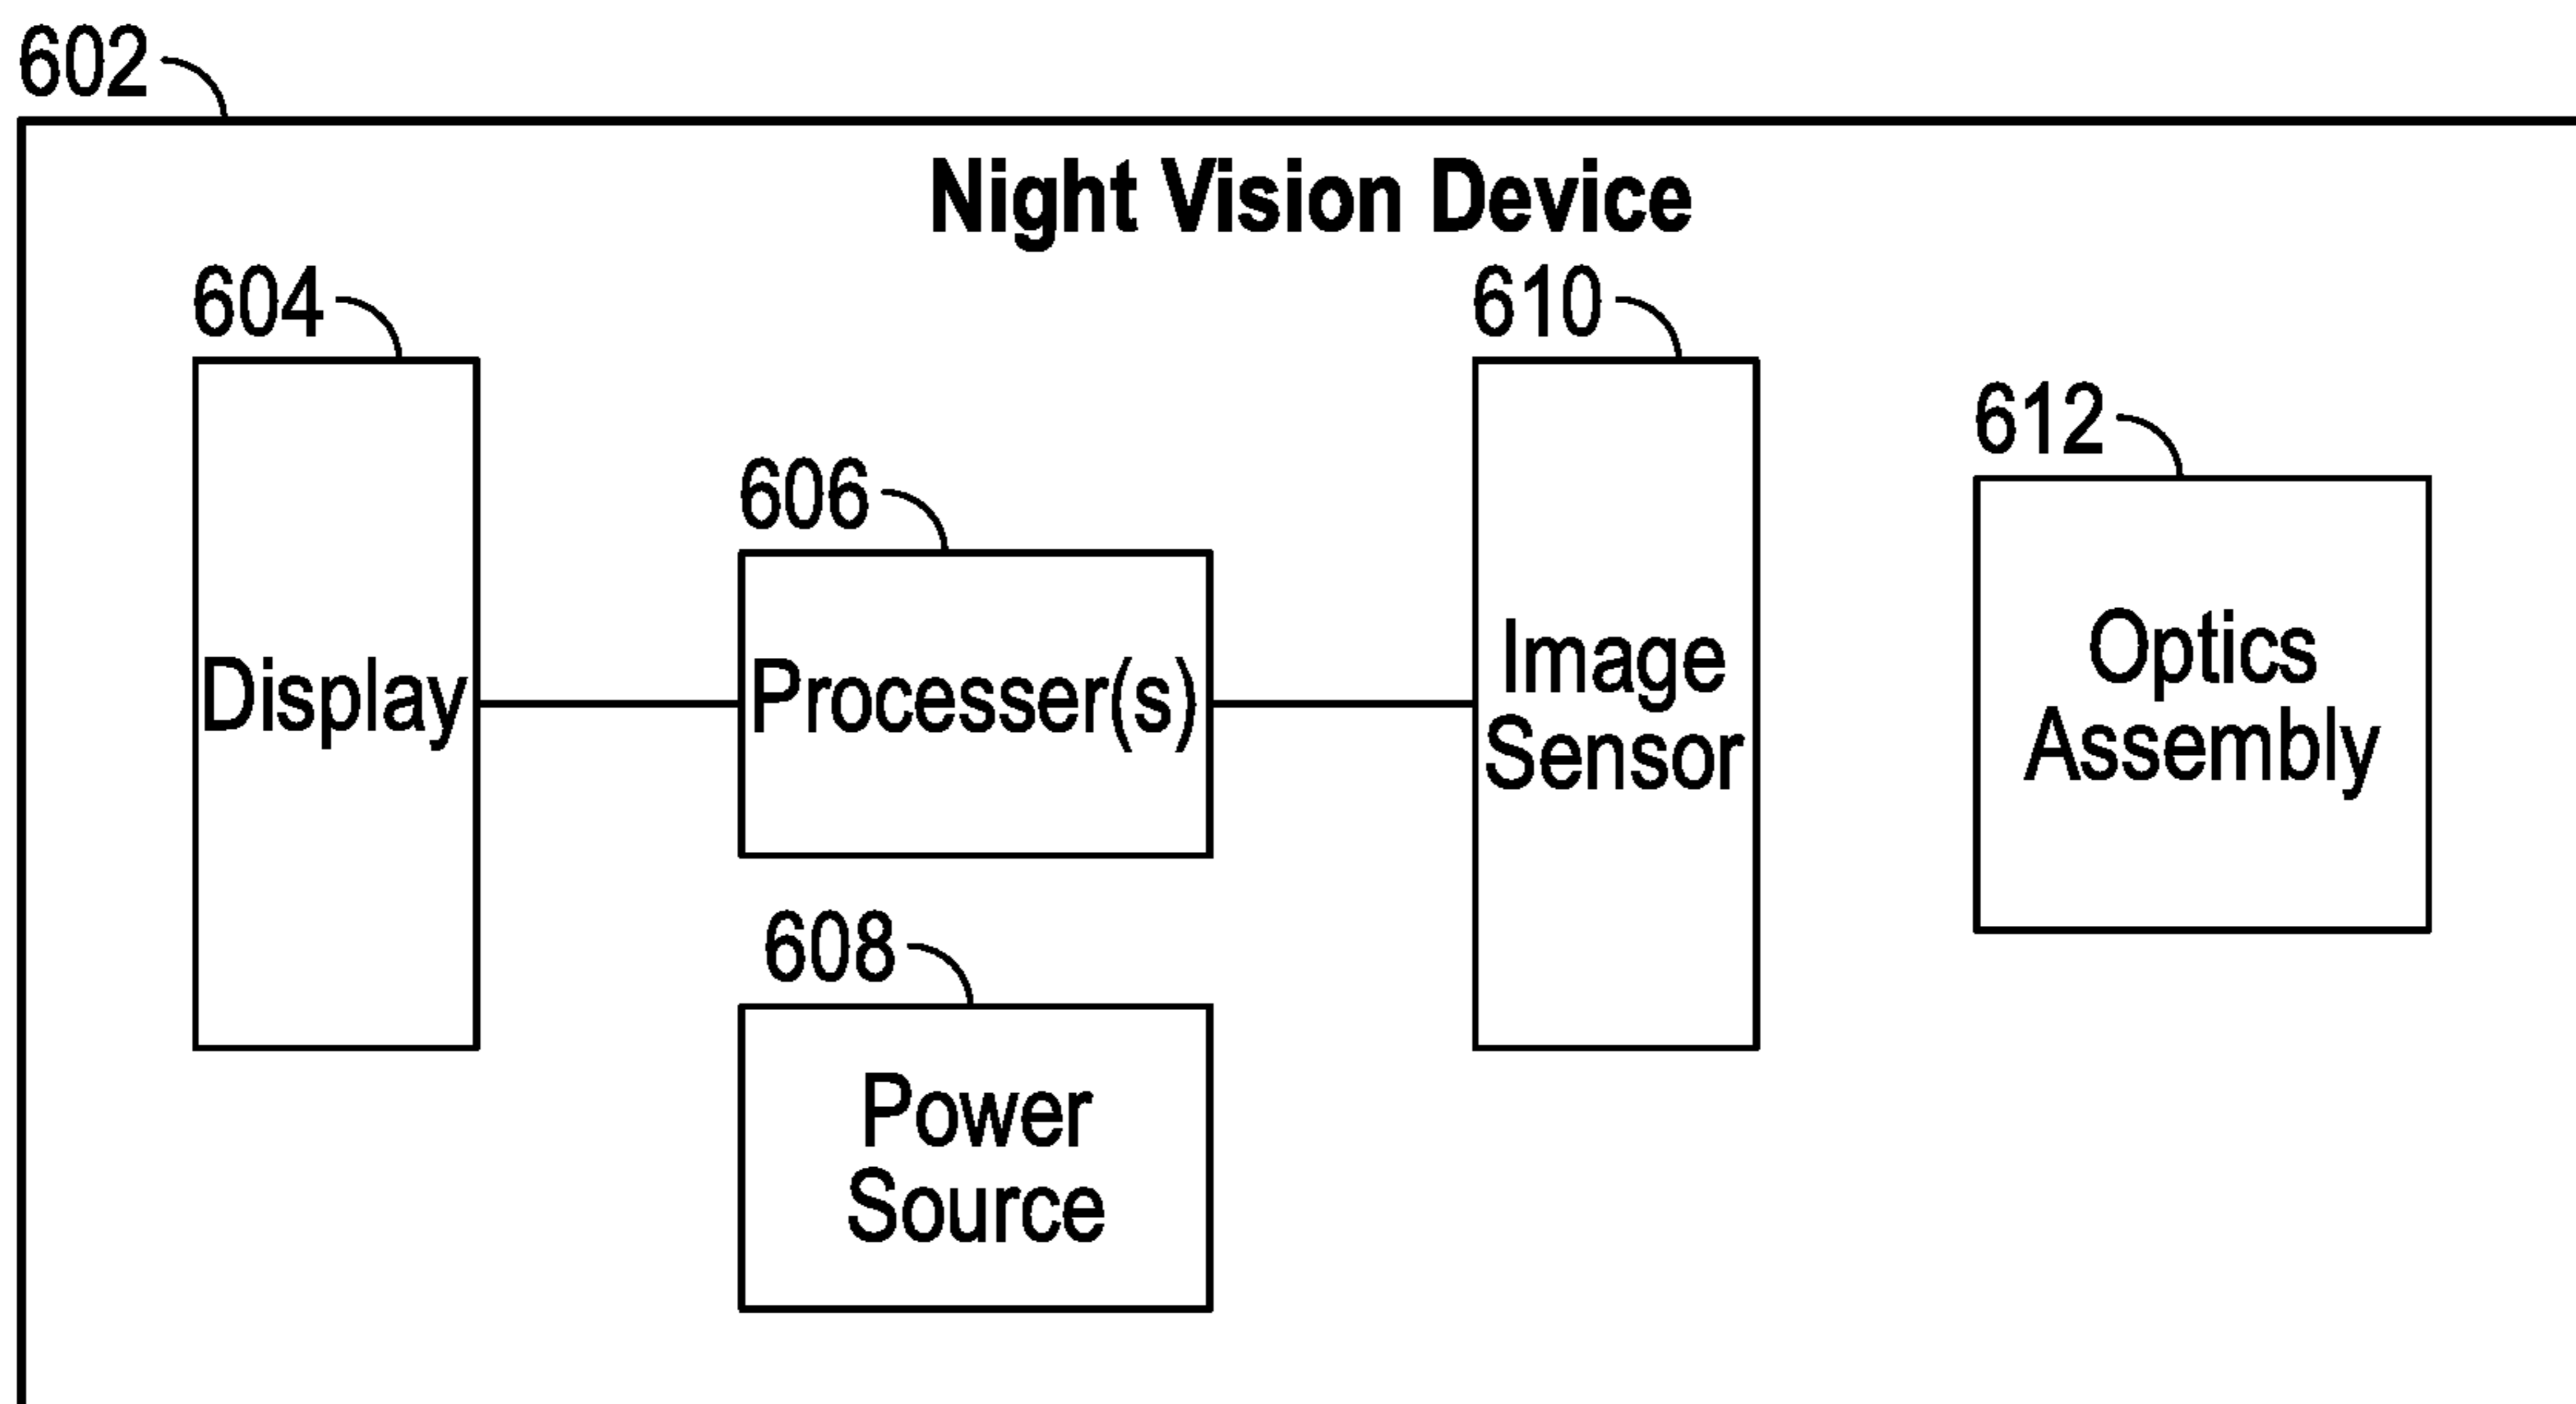 602
Night Vision Device
604
610
612
606
Display
Processer(s)
Image
Sensor
Optics
Assembly
608
Power
Source